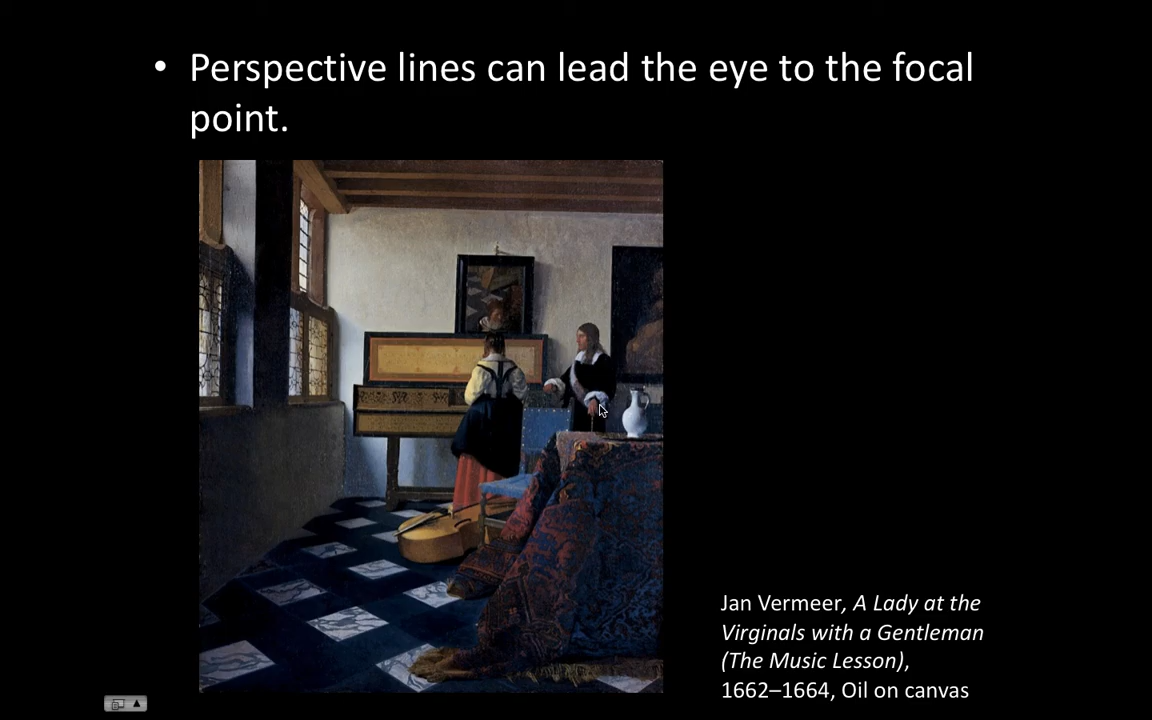 • Perspective lines can lead the eye to the focal
point.
Jan Vermeer, A Lady at the
Virginals with a Gentleman
(The Music Lesson),
1662–1664, Oil on canvas